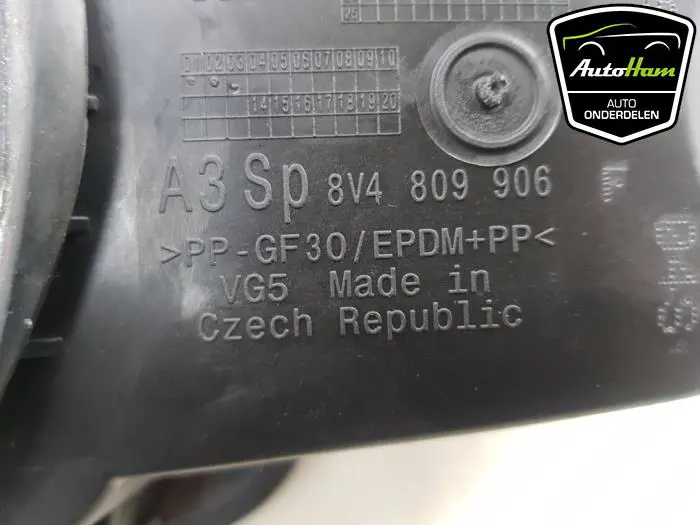 25
01 02 03 04 05 06 07 08 09 10
14 15 16 17 18 19 20
A3 Sp 8V4 809 906
>PP-GF30/EPDM+PP<
VG5 Made in
Czech Republic
AutoHam
AUTO
ONDERDELEN